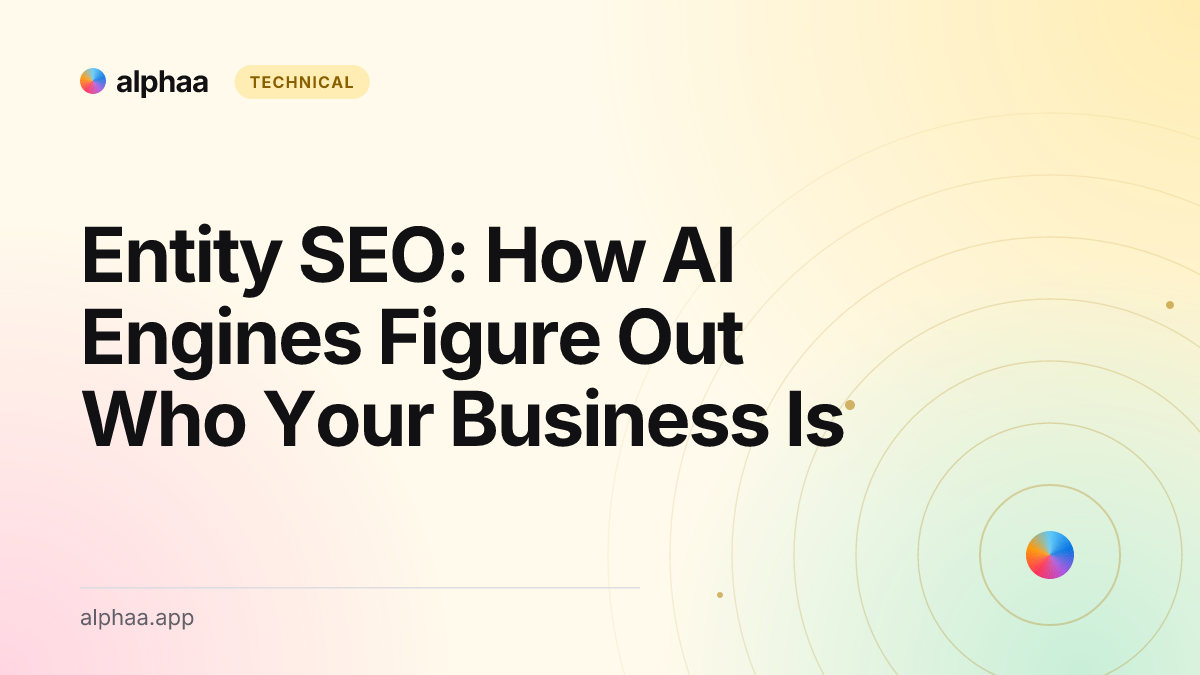 alphaa TECHNICAL
Entity SEO: How AI
Engines Figure Out
Who Your Business Is
alphaa.app